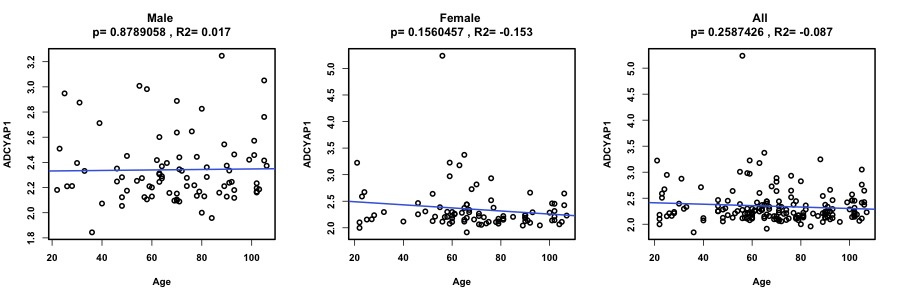 Male
p= 0.8789058 , R2= 0.017
ADCYAP1
3.2
3.0
2.8
2.6
2.4
2.2
2.0
1.8
20 40 60 80 100
Age
Female
p= 0.1560457 , R2= -0.153
ADCYAP1
5.0
4.5
4.0
3.5
3.0
2.5
2.0
20 40 60 80 100
Age
All
p= 0.2587426 , R2= -0.087
ADCYAP1
5.0
4.5
4.0
3.5
3.0
2.5
2.0
20 40 60 80 100
Age